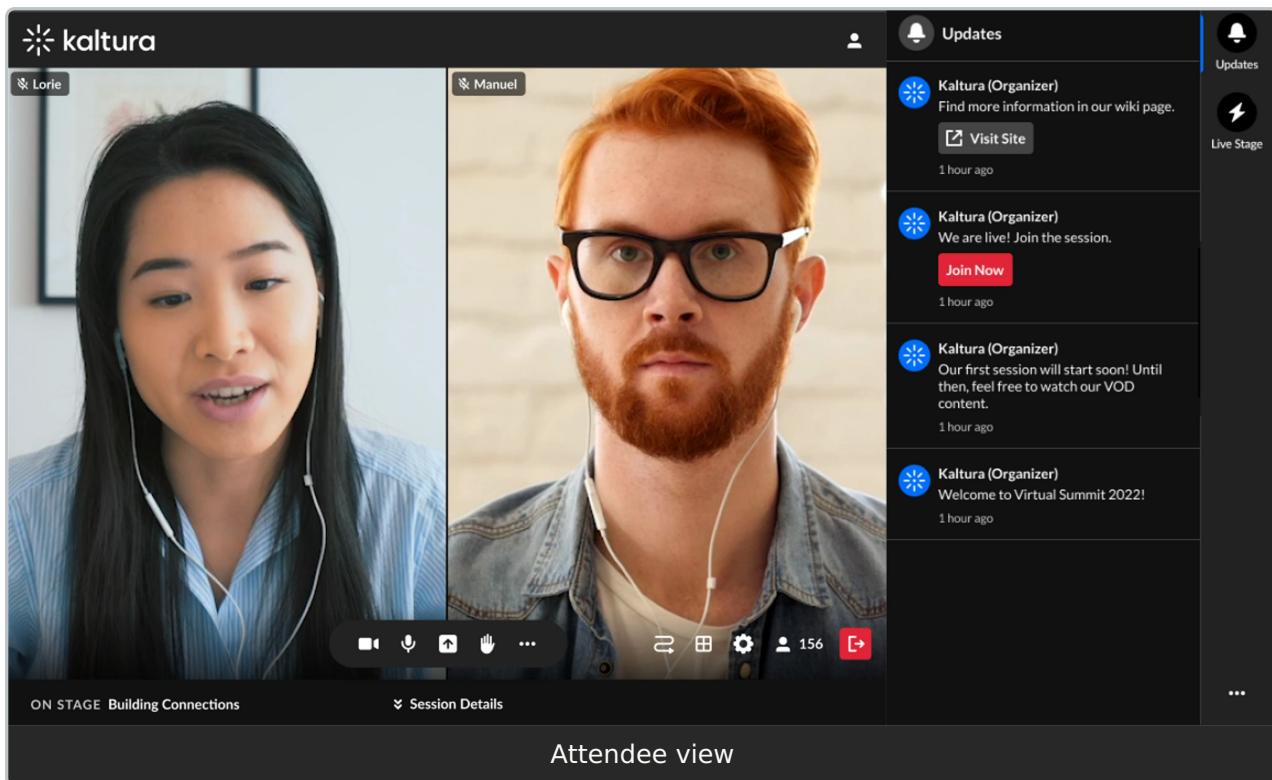 kaltura
Lorie
Manuel
156
ON STAGE Building Connections
Session Details
Updates
Kaltura (Organizer)
Find more information in our wiki page.
Visit Site
1 hour ago
Kaltura (Organizer)
We are live! Join the session.
Join Now
1 hour ago
Kaltura (Organizer)
Our first session will start soon! Until
then, feel free to watch our VOD
content.
1 hour ago
Kaltura (Organizer)
Welcome to Virtual Summit 2022!
1 hour ago
Updates
Live Stage
Attendee view